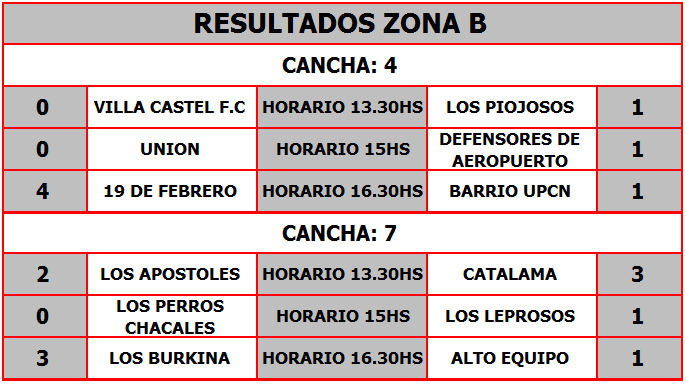 RESULTADOS ZONA B
CANCHA: 4
0 VILLA CASTEL F.C HORARIO 13.30HS LOS PIOJOSOS 1
0 UNION HORARIO 15HS DEFENSORES DE AEROPUERTO 1
4 19 DE FEBRERO HORARIO 16.30HS BARRIO UPCN 1
CANCHA: 7
2 LOS APOSTOLES HORARIO 13.30HS CATALAMA 3
0 LOS PERROS CHACALES HORARIO 15HS LOS LEPROSOS 1
3 LOS BURKINA HORARIO 16.30HS ALTO EQUIPO 1